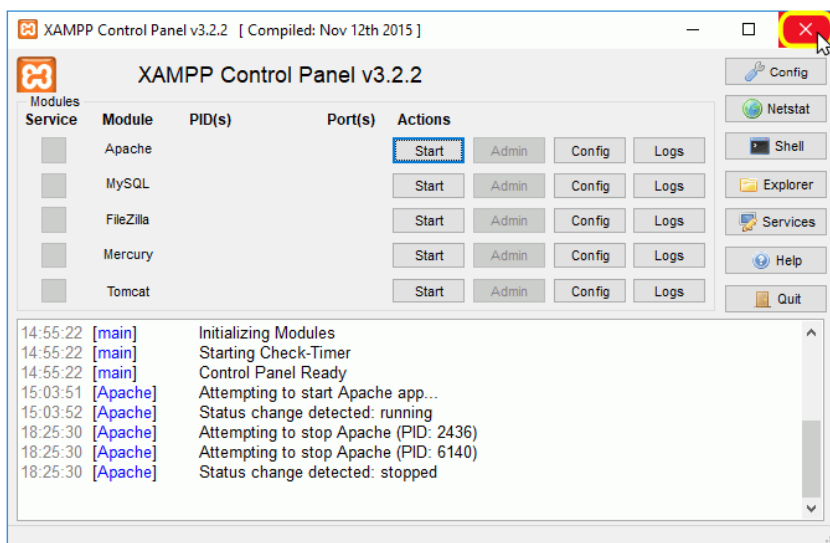 XAMPP Control Panel v3.2.2 [ Compiled: Nov 12th 2015 ]
XAMPP Control Panel v3.2.2
Config
Modules
Service Module PID(s) Port(s) Actions
Netstat
Apache Start Admin Config Logs
Shell
MySQL Start Admin Config Logs
Explorer
FileZilla Start Admin Config Logs
Services
Mercury Start Admin Config Logs
Help
Tomcat Start Admin Config Logs
Quit
14:55:22 [main] Initializing Modules
14:55:22 [main] Starting Check-Timer
14:55:22 [main] Control Panel Ready
15:03:51 [Apache] Attempting to start Apache app...
15:03:52 [Apache] Status change detected: running
18:25:30 [Apache] Attempting to stop Apache (PID: 2436)
18:25:30 [Apache] Attempting to stop Apache (PID: 6140)
18:25:30 [Apache] Status change detected: stopped